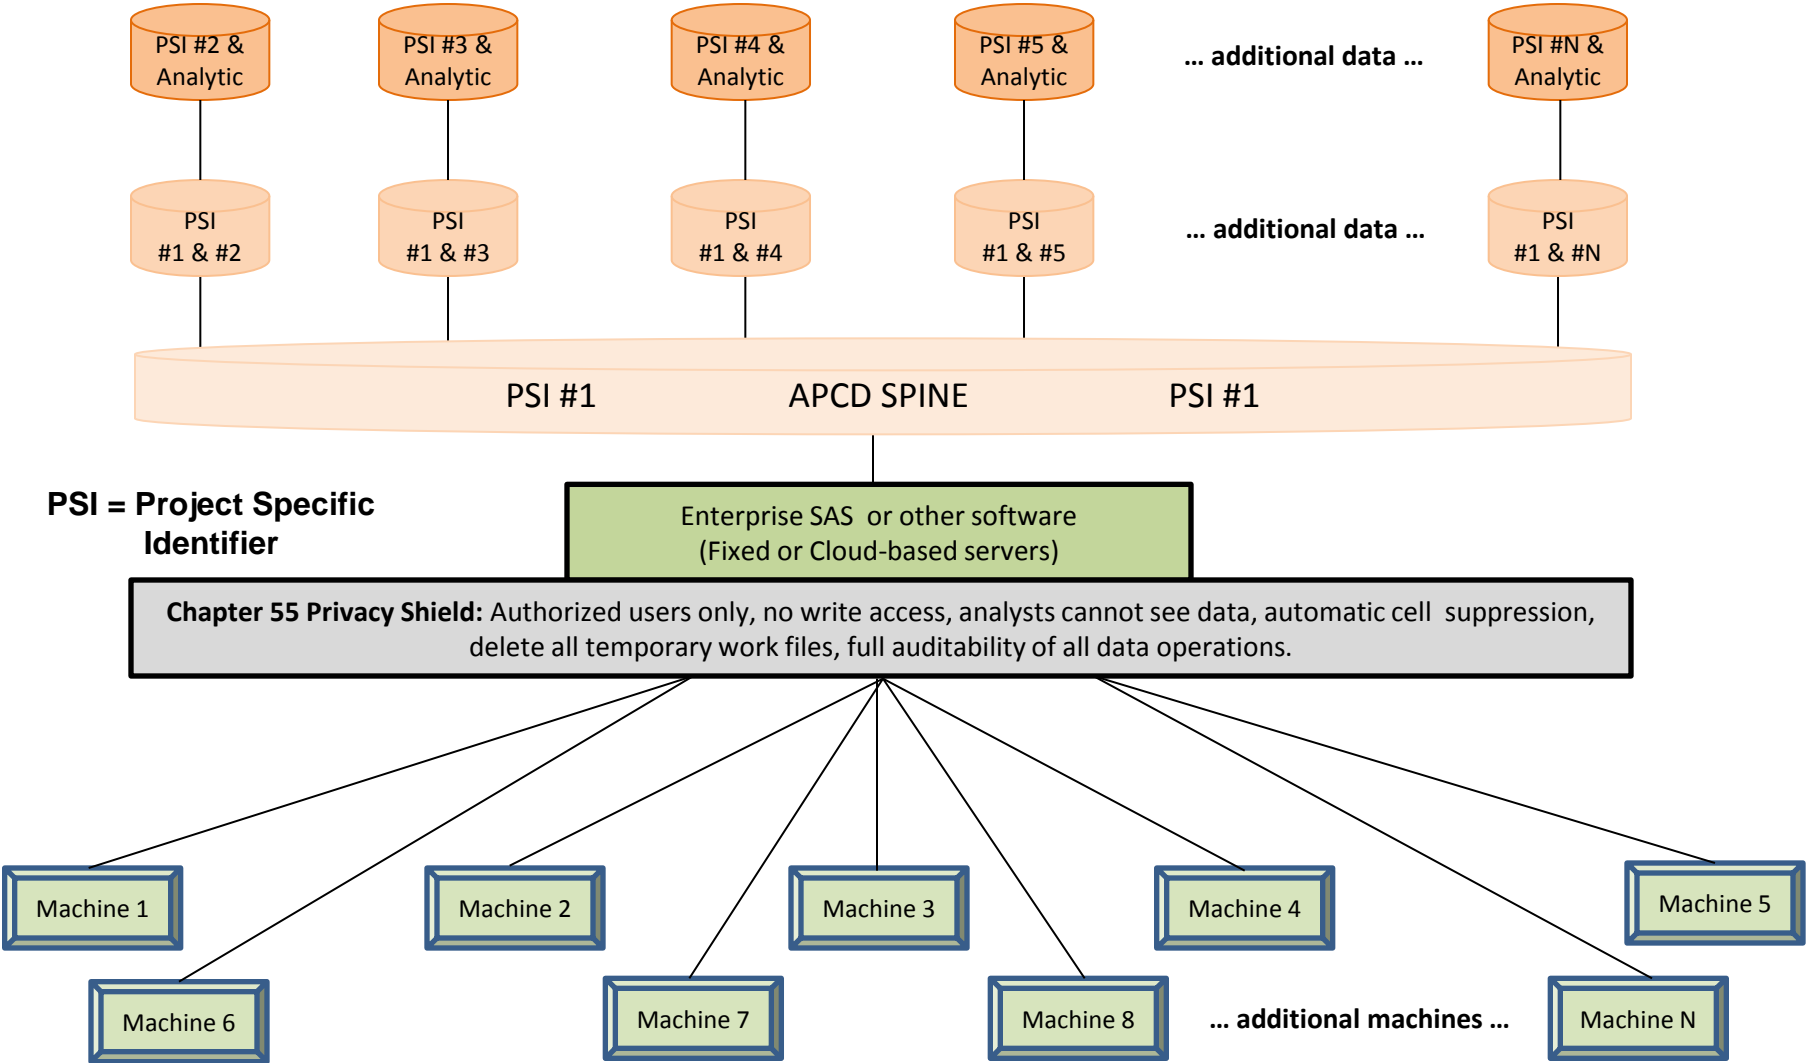 PSI #2 &
Analytic
PSI #3 &
Analytic
PSI #4 &
Analytic
PSI #5 &
Analytic
... additional data ...
PSI #N &
Analytic
PSI
#1 & #2
PSI
#1 & #3
PSI
#1 & #4
PSI
#1 & #5
... additional data ...
PSI
#1 & #N
PSI #1 APCD SPINE PSI #1
PSI = Project Specific
Identifier
Enterprise SAS or other software
(Fixed or Cloud-based servers)
Chapter 55 Privacy Shield: Authorized users only, no write access, analysts cannot see data, automatic cell suppression,
delete all temporary work files, full auditability of all data operations.
Machine 1
Machine 2
Machine 3
Machine 4
Machine 5
Machine 6
Machine 7
Machine 8
... additional machines ...
Machine N